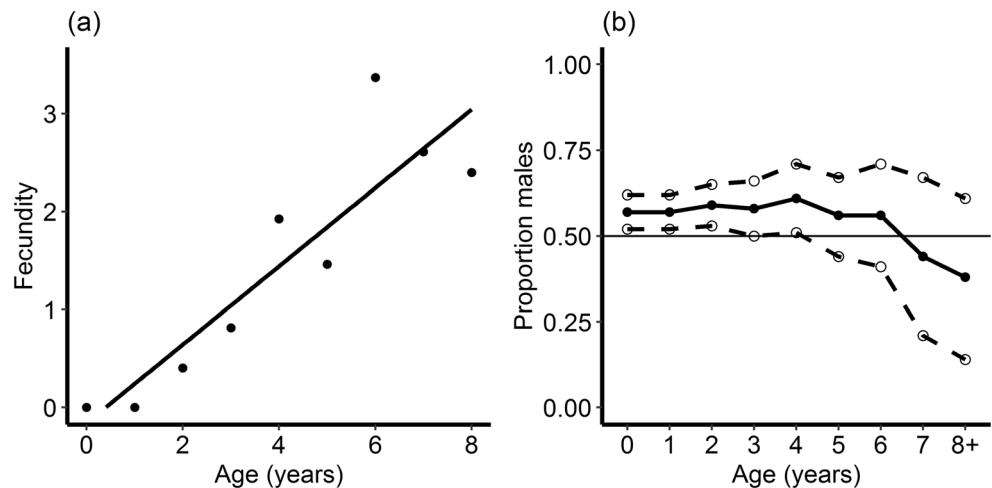 (a)
Fecundity
3
2
1
0
0 2 4 6 8
Age (years)
(b)
Proportion males
1.00
0.75
0.50
0.25
0.00
0 1 2 3 4 5 6 7 8+
Age (years)